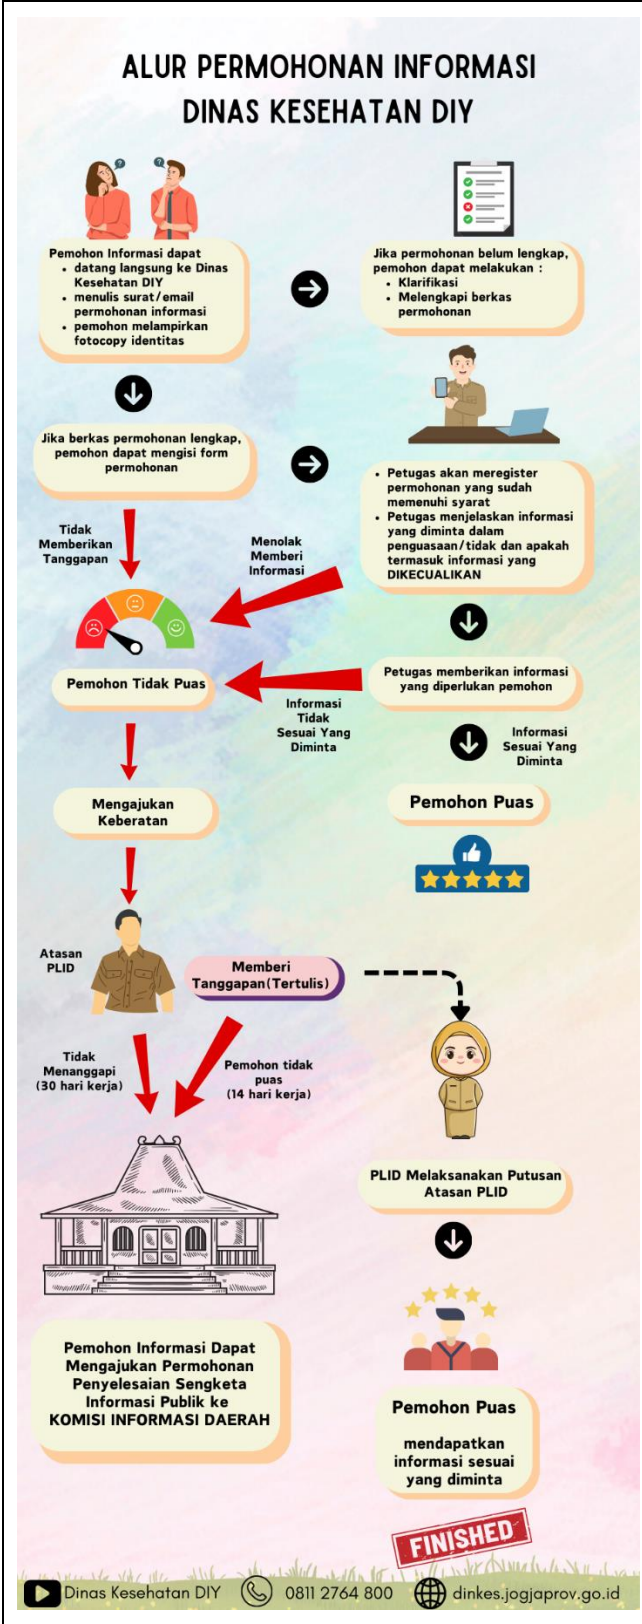 ALUR PERMOHONAN INFORMASI
DINAS KESEHATAN DIY
Pemohon Informasi dapat
• datang langsung ke Dinas
Kesehatan DIY
• menulis surat/email
permohonan informasi
• pemohon melampirkan
fotocopy identitas
Jika permohonan belum lengkap,
pemohon dapat melakukan :
• Klarifikasi
• Melengkapi berkas
permohonan
Jika berkas permohonan lengkap,
pemohon dapat mengisi form
permohonan
• Petugas akan meregister
permohonan yang sudah
memenuhi syarat
• Petugas menjelaskan informasi
yang diminta dalam
penguasaan/tidak dan apakah
termasuk informasi yang
DIKECUALIKAN
Tidak
Memberikan
Tanggapan
Menolak
Memberi
Informasi
Pemohon Tidak Puas
Petugas memberikan informasi
yang diperlukan pemohon
Informasi
Tidak
Sesuai Yang
Diminta
Informasi
Sesuai Yang
Diminta
Mengajukan
Keberatan
Pemohon Puas
Atasan
PLID
Memberi
Tanggapan(Tertulis)
Tidak
Menanggapi
(30 hari kerja)
Pemohon tidak
puas
(14 hari kerja)
PLID Melaksanakan Putusan
Atasan PLID
Pemohon Informasi Dapat
Mengajukan Permohonan
Penyelesaian Sengketa
Informasi Publik ke
KOMISI INFORMASI DAERAH
Pemohon Puas
mendapatkan
informasi sesuai
yang diminta
FINISHED
Dinas Kesehatan DIY
0811 2764 800
dinkes.jogjaprov.go.id